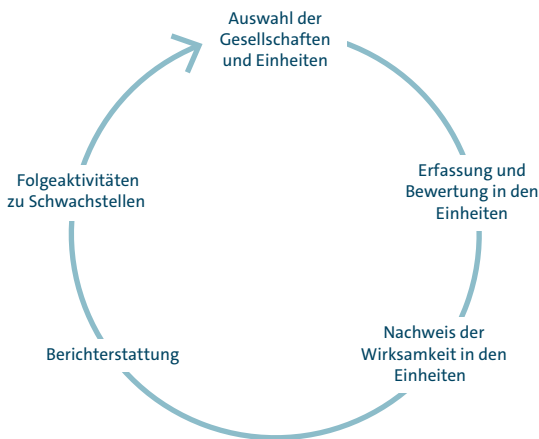 Auswahl der
Gesellschaften
und Einheiten
Erfassung und
Bewertung in den
Einheiten
Nachweis der
Wirksamkeit in den
Einheiten
Berichterstattung
Folgeaktivitäten
zu Schwachstellen